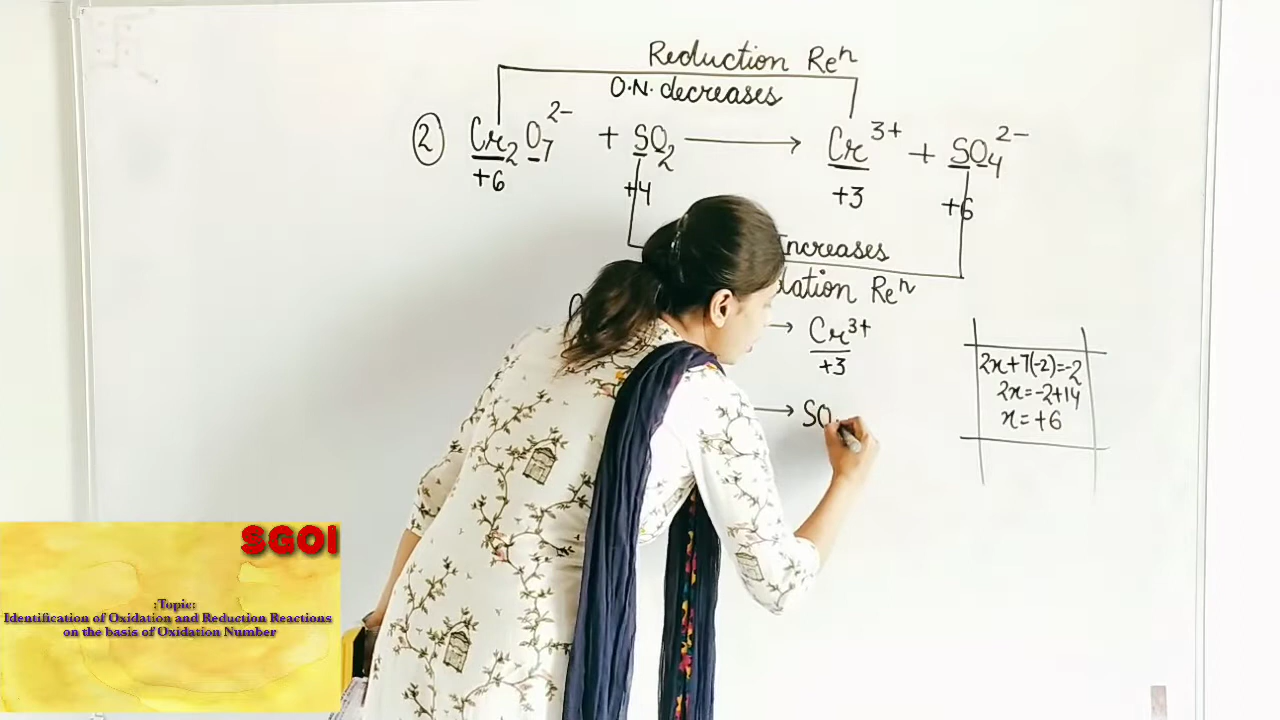 Reduction Reⁿ
O.N. decreases
② Cr₂O₇²⁻ + SO₂ ⟶ Cr³⁺ + SO₄²⁻
+6 +4 +3 +6
Increases
Reⁿ
→ Cr³⁺
+3
→ SO
2x+7(-2)=-2
2x=-2+14
x=+6
SGOI
:Topic:
Identification of Oxidation and Reduction Reactions
on the basis of Oxidation Number